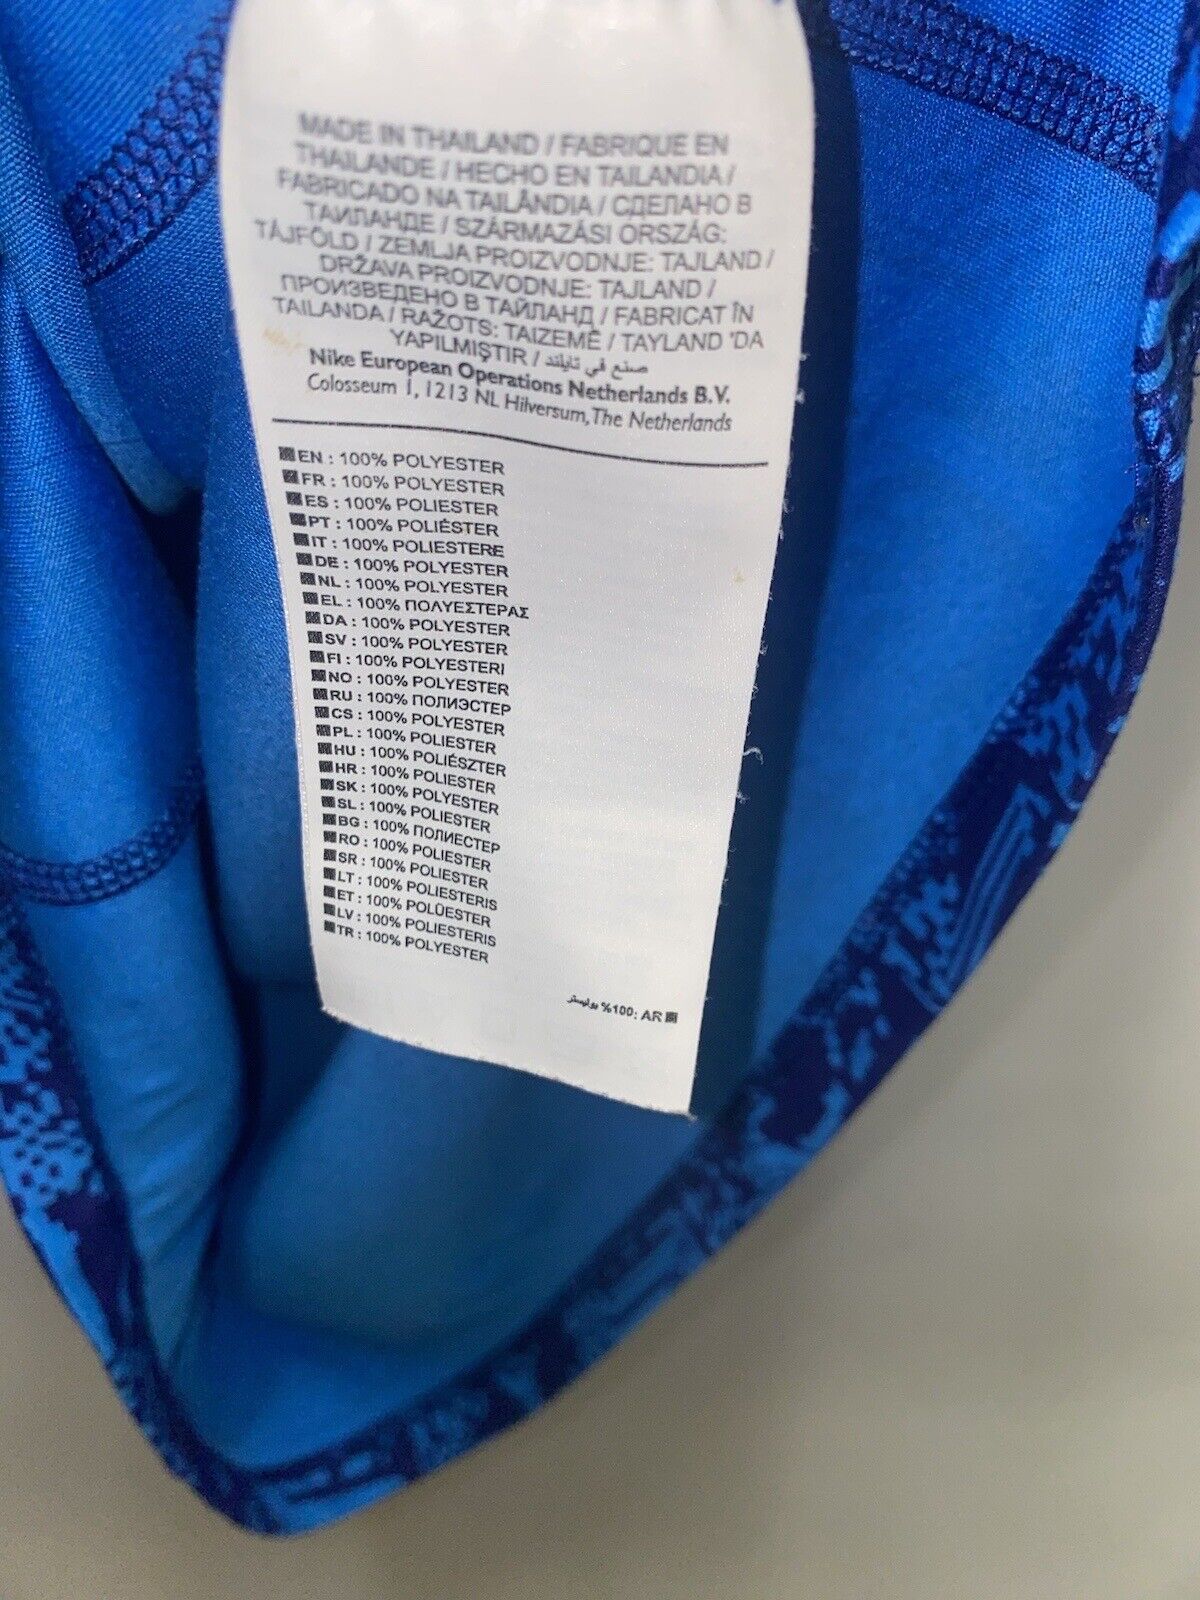 MADE IN THAILAND / FABRIQUE EN
THAILANDE / HECHO EN TAILANDIA /
FABRICADO NA TAILÂNDIA / СДЕЛАНО В
ТАИЛАНДЕ / SZÁRMAZÁSI ORSZÁG:
TÁJFÖLD / ZEMLJA PROIZVODNJE: TAJLAND /
DRŽAVA PROIZVODNJE: TAJLAND /
ПРОИЗВЕДЕНО В ТАЙЛАНД / FABRICAT ÎN
TAILANDA / RAŽOTS: TAIZEMĒ / TAYLAND 'DA
YAPILMIŞTIR / صنع في تايلند
Nike European Operations Netherlands B.V.
Colosseum 1, 1213 NL Hilversum, The Netherlands
EN : 100% POLYESTER
FR : 100% POLYESTER
ES : 100% POLIESTER
PT : 100% POLIÉSTER
IT : 100% POLIESTERE
DE : 100% POLYESTER
NL : 100% POLYESTER
EL : 100% ΠΟΛΥΕΣΤΕΡΑΣ
DA : 100% POLYESTER
SV : 100% POLYESTER
FI : 100% POLYESTERI
NO : 100% POLYESTER
RU : 100% ПОЛИЭСТЕР
CS : 100% POLYESTER
PL : 100% POLIESTER
HU : 100% POLIÉSZTER
HR : 100% POLIESTER
SK : 100% POLYESTER
SL : 100% POLIESTER
BG : 100% ПОЛИЕСТЕР
RO : 100% POLIESTER
SR : 100% POLIESTER
LT : 100% POLIESTERIS
ET : 100% POLÜESTER
LV : 100% POLIESTERIS
TR : 100% POLYESTER
AR :100% بوليستر